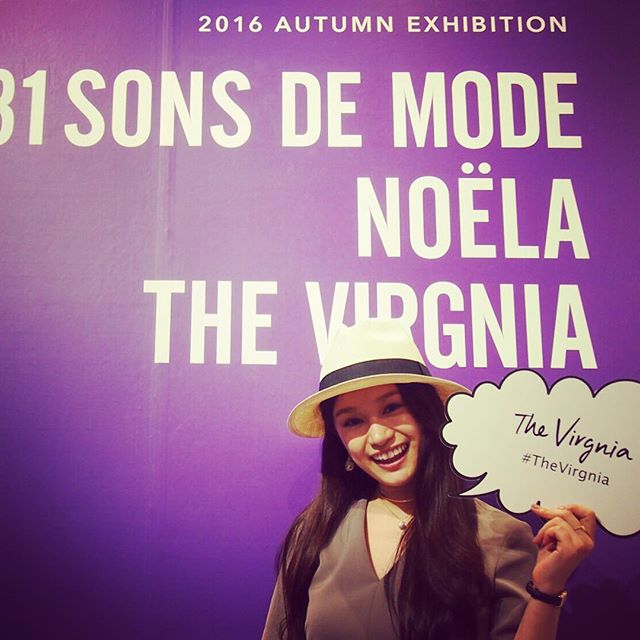 2016 AUTUMN EXHIBITION
31 SONS DE MODE
NOËLA
THE VIRGNIA
The Virgnia
#TheVirgnia